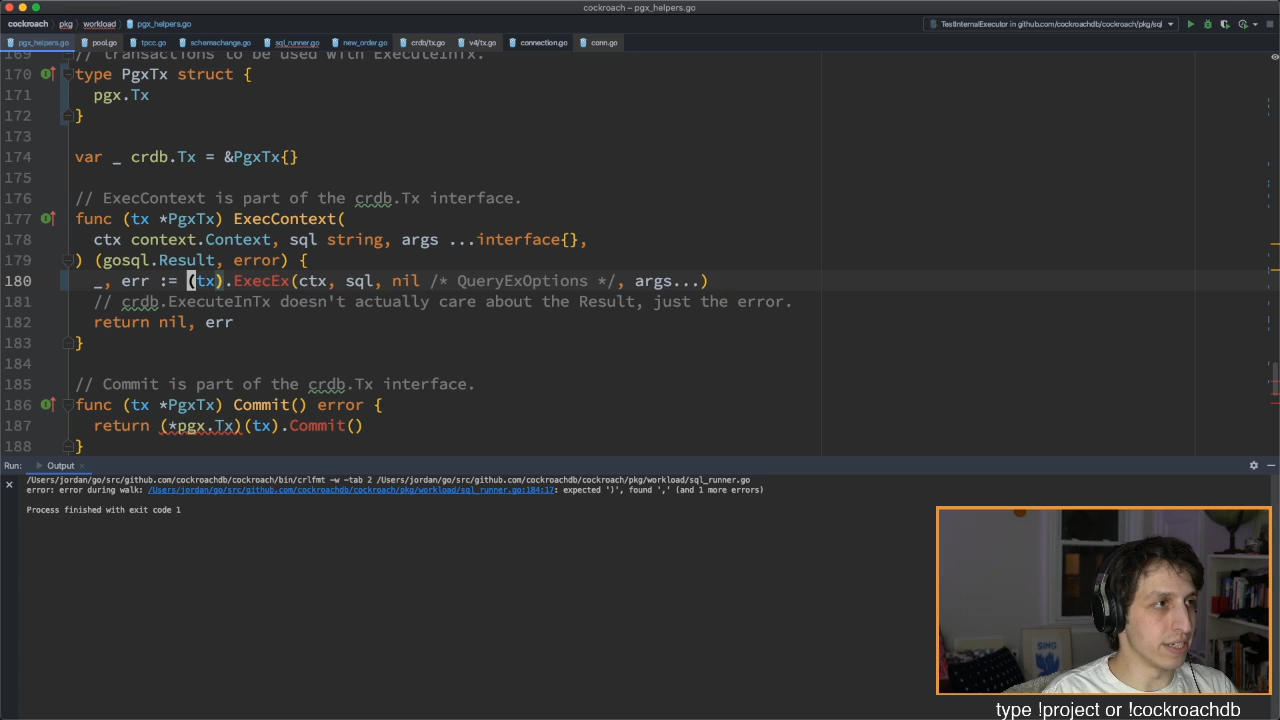 cockroach – pgx_helpers.go
cockroach pkg workload pgx_helpers.go
TestInternalExecutor in github.com/cockroachdb/cockroach/pkg/sql
pgx_helpers.go pool.go tpcc.go schemachange.go sql_runner.go new_order.go crdb/tx.go v4/tx.go connection.go conn.go
169 // transactions to be used with ExecuteInTx.
170 type PgxTx struct {
171 pgx.Tx
172 }
173
174 var _ crdb.Tx = &PgxTx{}
175
176 // ExecContext is part of the crdb.Tx interface.
177 func (tx *PgxTx) ExecContext(
178 ctx context.Context, sql string, args ...interface{},
179 ) (gosql.Result, error) {
180 _, err := (tx).ExecEx(ctx, sql, nil /* QueryExOptions */, args...)
181 // crdb.ExecuteInTx doesn't actually care about the Result, just the error.
182 return nil, err
183 }
184
185 // Commit is part of the crdb.Tx interface.
186 func (tx *PgxTx) Commit() error {
187 return (*pgx.Tx)(tx).Commit()
188 }
Run: Output
/Users/jordan/go/src/github.com/cockroachdb/cockroach/bin/crlfmt -w -tab 2 /Users/jordan/go/src/github.com/cockroachdb/cockroach/pkg/workload/sql_runner.go
error: error during walk: /Users/jordan/go/src/github.com/cockroachdb/cockroach/pkg/workload/sql_runner.go:184:17: expected ')', found ',' (and 1 more errors)
Process finished with exit code 1
SING
type !project or !cockroachdb